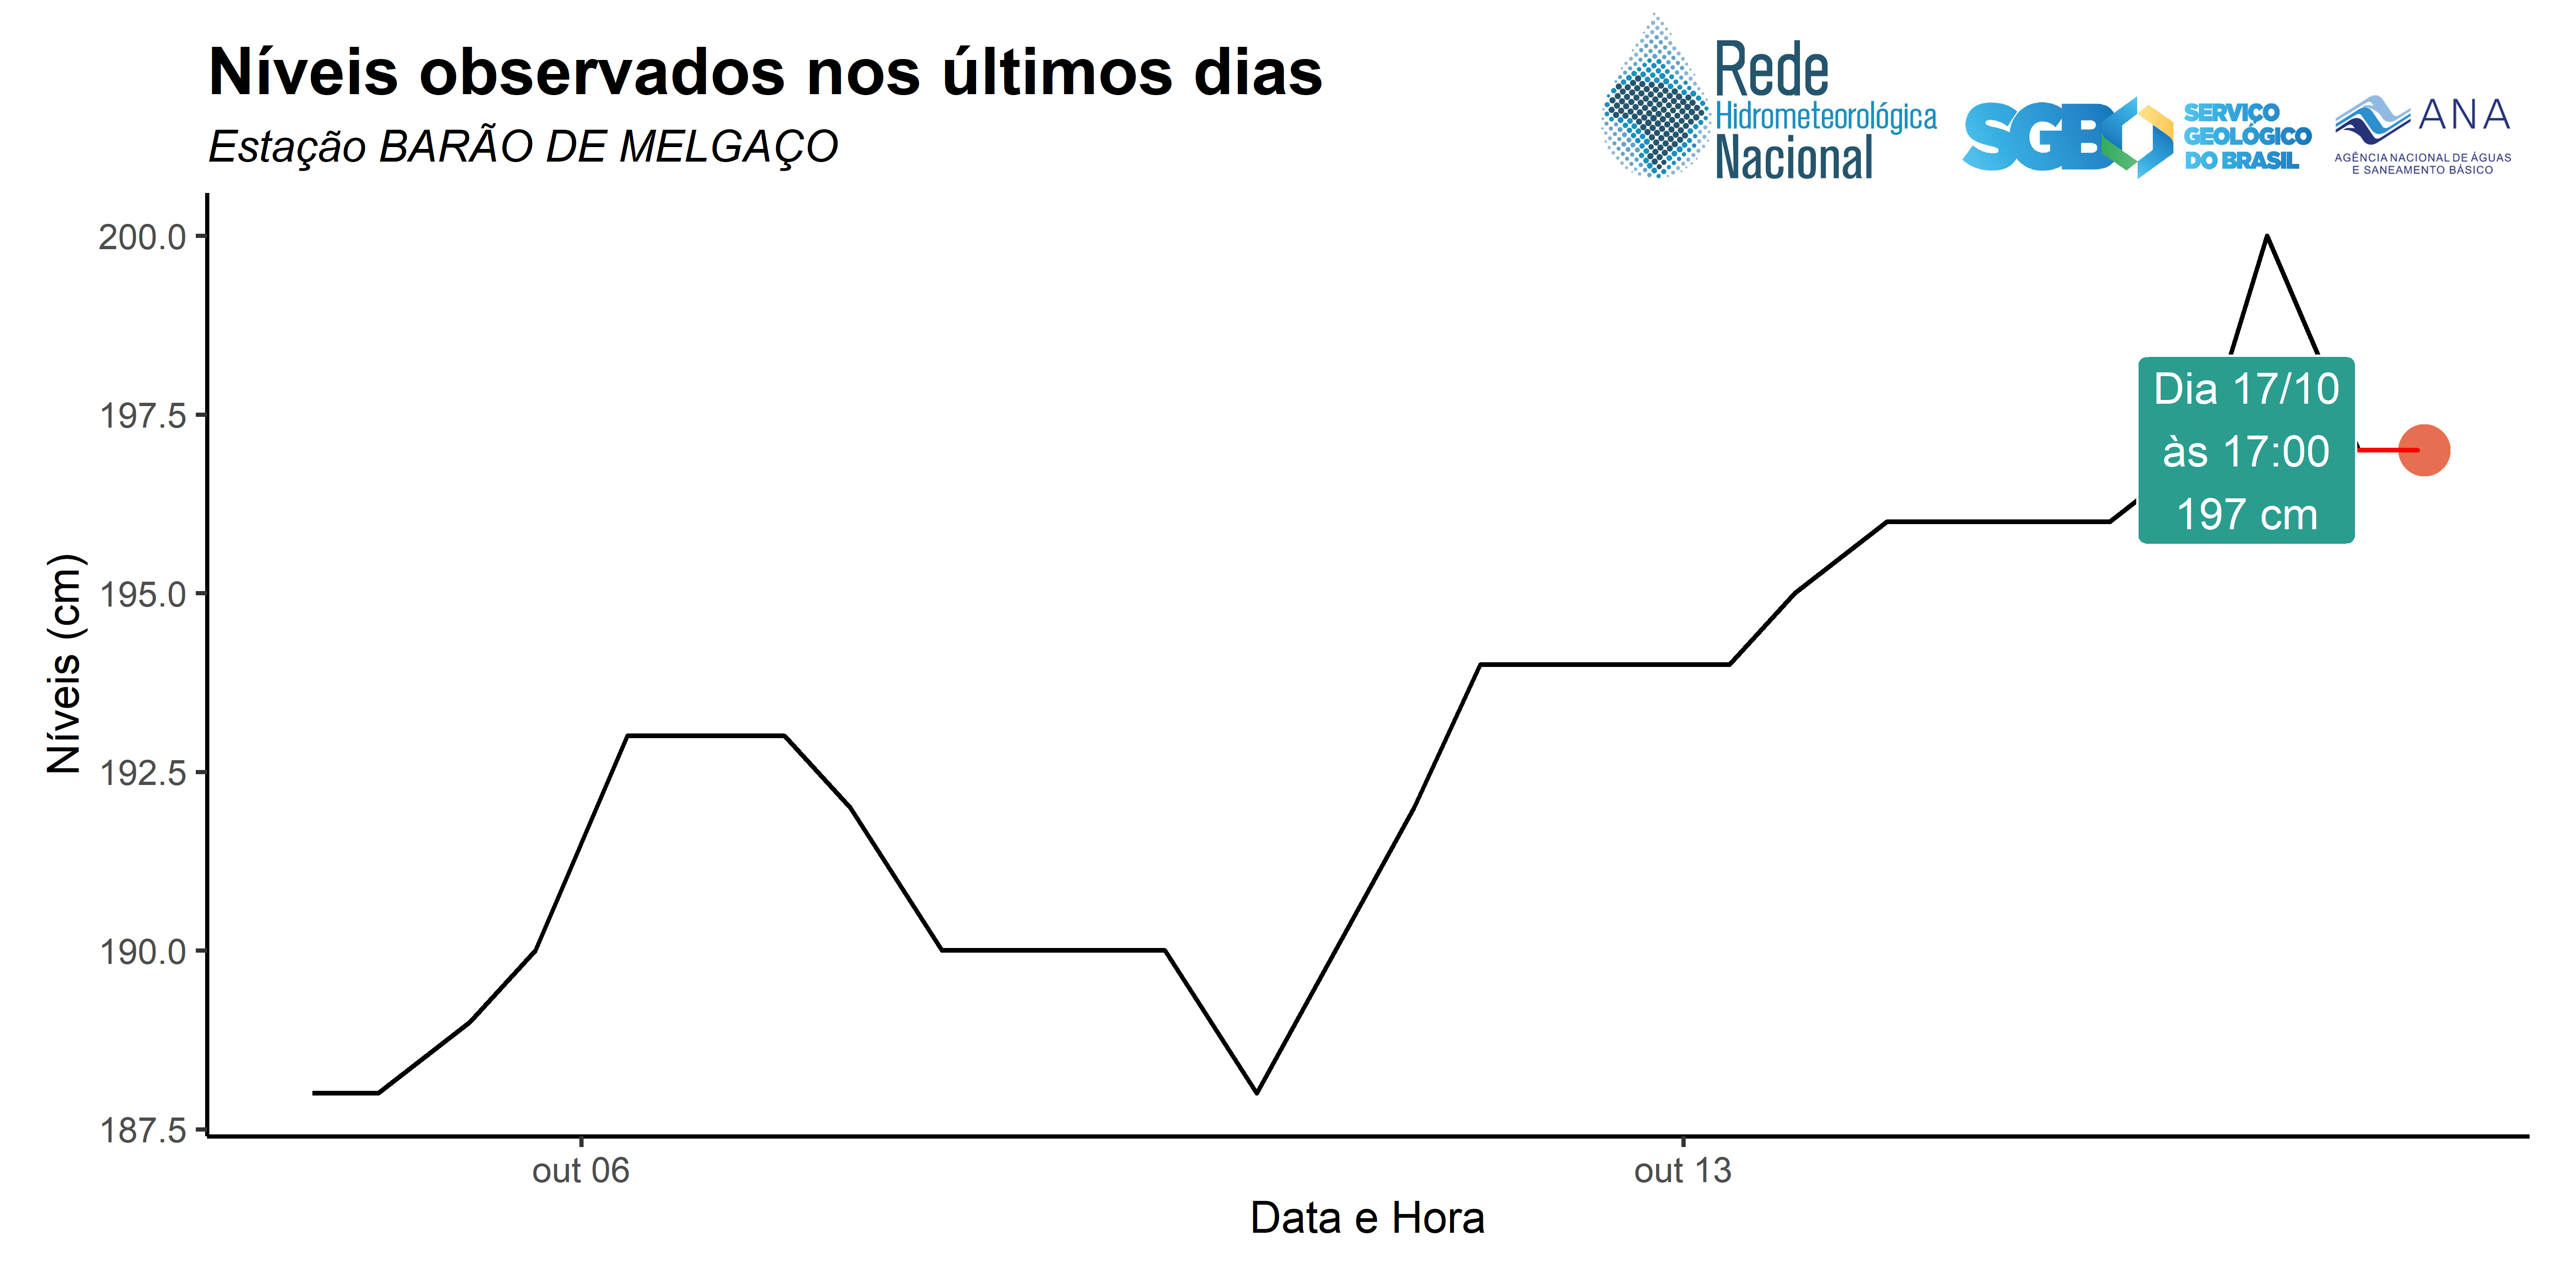 Níveis observados nos últimos dias
Estação BARÃO DE MELGAÇO
Rede
Hidrometeorológica
Nacional
SGB
SERVIÇO
GEOLÓGICO
DO BRASIL
ANA
AGÊNCIA NACIONAL DE ÁGUAS
E SANEAMENTO BÁSICO
Níveis (cm)
200.0
197.5
195.0
192.5
190.0
187.5
Dia 17/10
às 17:00
197 cm
out 06
out 13
Data e Hora